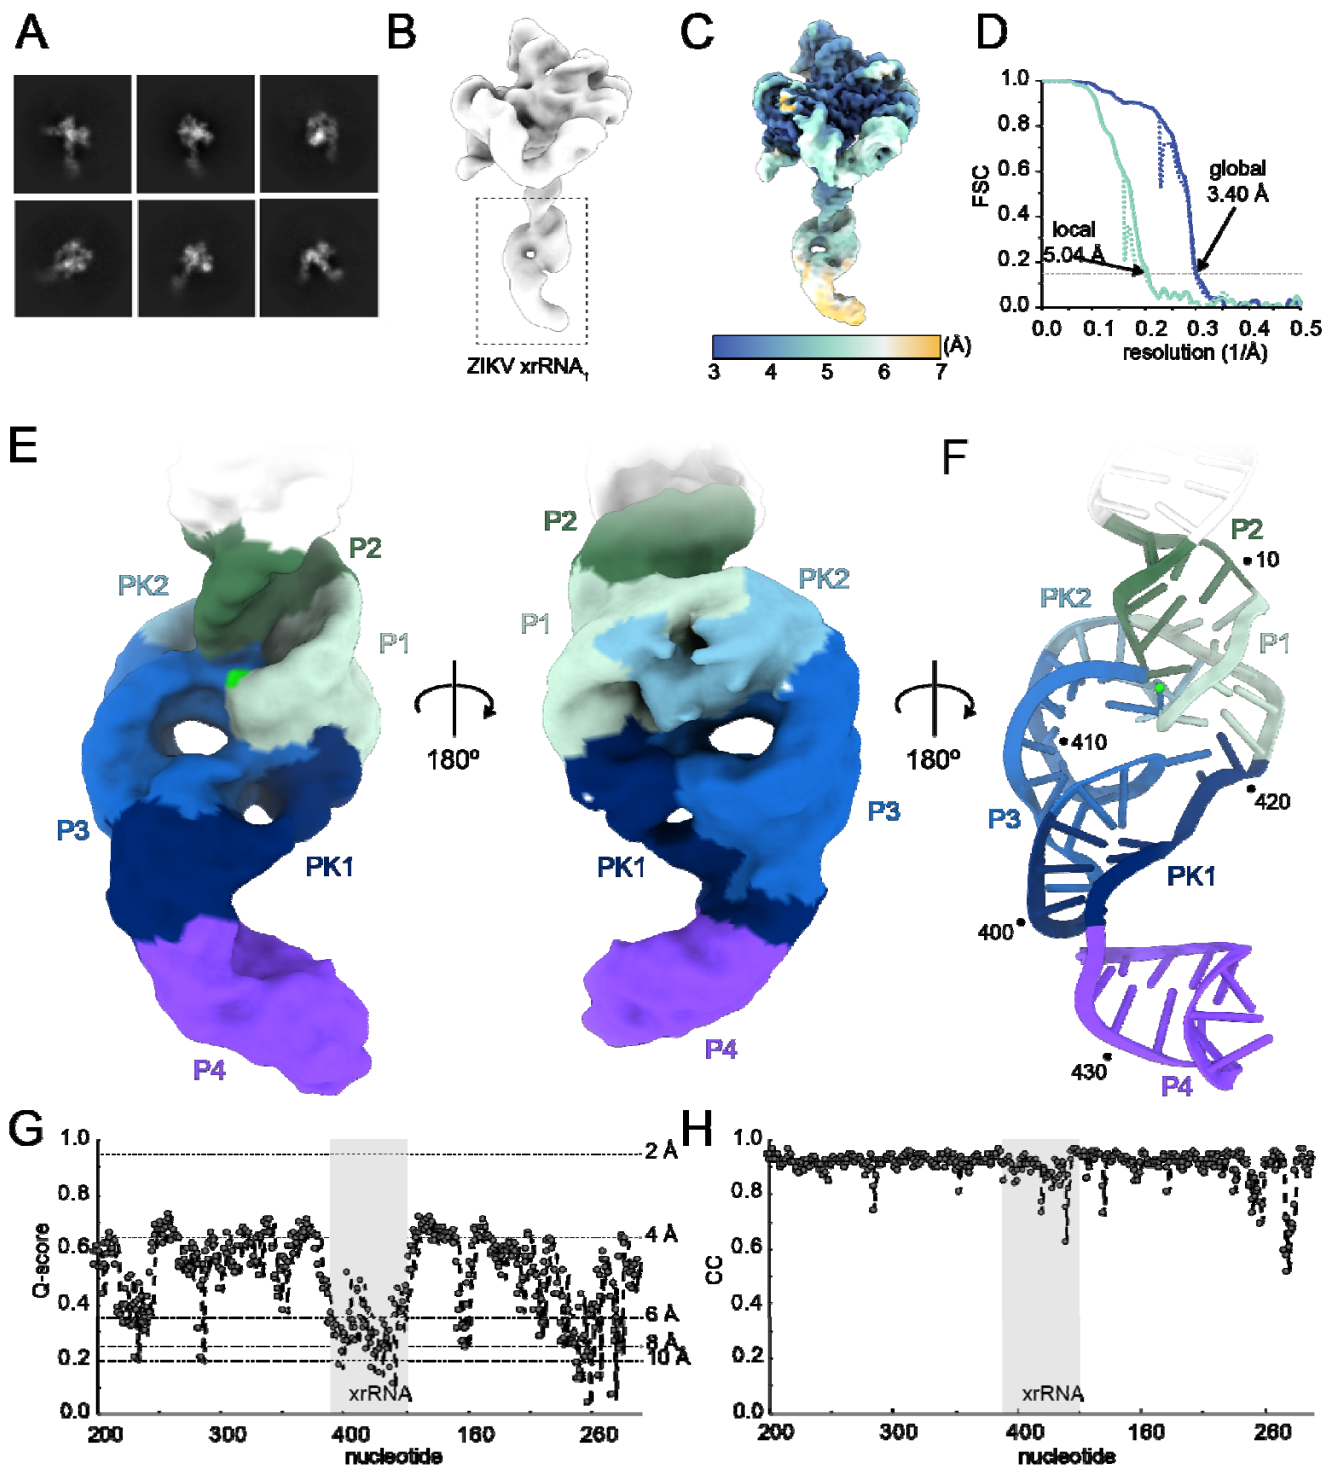 A
B
C
D
ZIKV xrRNA₁
(Å)
3 4 5 6 7
1.0
0.8
0.6
0.4
0.2
0.0
FSC
global
3.40 Å
local
5.04 Å
0.0 0.1 0.2 0.3 0.4 0.5
resolution (1/Å)
E
P2
PK2
P1
P3
PK1
P4
180º
P2
PK2
P1
P3
PK1
P4
180º
F
P2
10
PK2
P1
410
420
P3
PK1
400
430
P4
G
1.0
0.8
0.6
0.4
0.2
0.0
Q-score
2 Å
4 Å
6 Å
8 Å
10 Å
xrRNA
200 300 400 160 260
nucleotide
H
1.0
0.8
0.6
0.4
0.2
0.0
CC
xrRNA
200 300 400 160 260
nucleotide